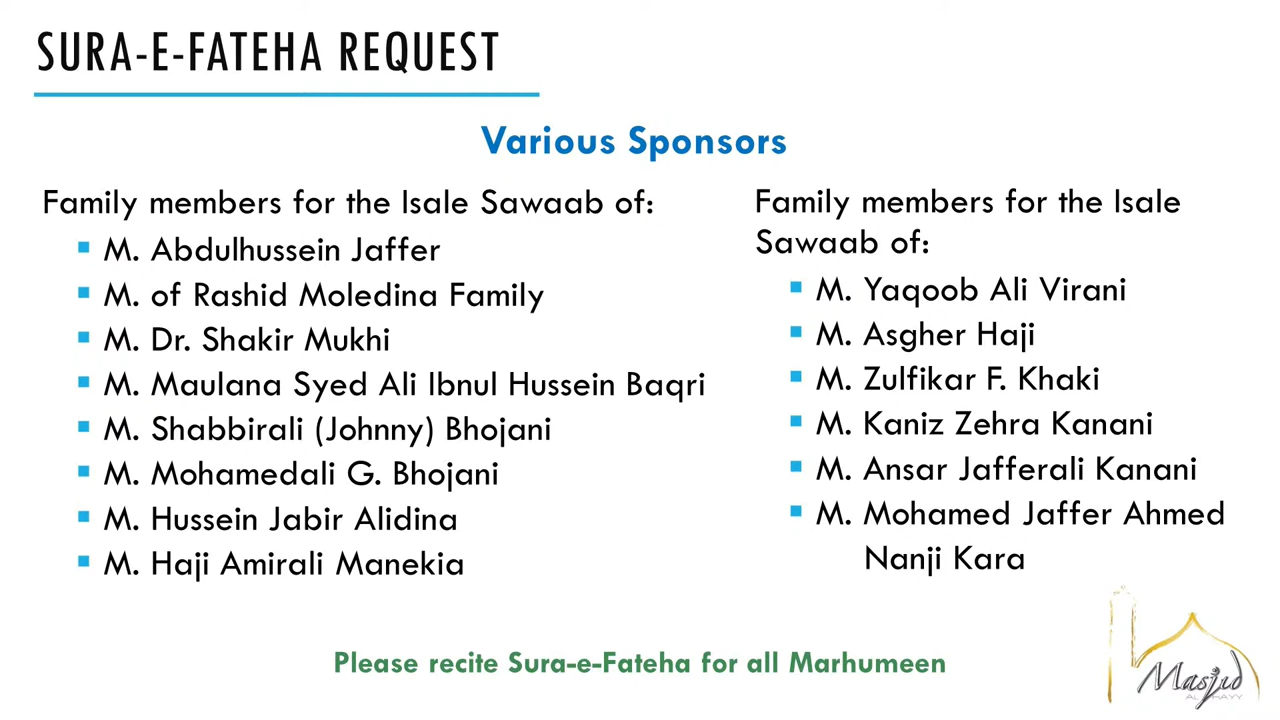 SURA-E-FATEHA REQUEST
Various Sponsors
Family members for the Isale Sawaab of:
M. Abdulhussein Jaffer
M. of Rashid Moledina Family
M. Dr. Shakir Mukhi
M. Maulana Syed Ali Ibnul Hussein Baqri
M. Shabbirali (Johnny) Bhojani
M. Mohamedali G. Bhojani
M. Hussein Jabir Alidina
M. Haji Amirali Manekia
Family members for the Isale
Sawaab of:
M. Yaqoob Ali Virani
M. Asgher Haji
M. Zulfikar F. Khaki
M. Kaniz Zehra Kanani
M. Ansar Jafferali Kanani
M. Mohamed Jaffer Ahmed
Nanji Kara
Please recite Sura-e-Fateha for all Marhumeen
Masjid